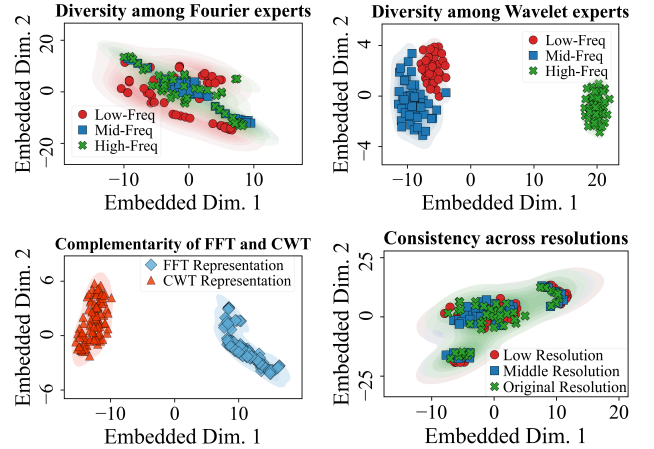 Diversity among Fourier experts
Embedded Dim. 2
20
0
−20
Low-Freq
Mid-Freq
High-Freq
−10
0
10
Embedded Dim. 1
Diversity among Wavelet experts
Embedded Dim. 2
4
0
−4
Low-Freq
Mid-Freq
High-Freq
−10
0
10
20
Embedded Dim. 1
Complementarity of FFT and CWT
Embedded Dim. 2
6
0
−6
FFT Representation
CWT Representation
−10
0
10
Embedded Dim. 1
Consistency across resolutions
Embedded Dim. 2
25
0
−25
Low Resolution
Middle Resolution
Original Resolution
−10
0
10
20
Embedded Dim. 1